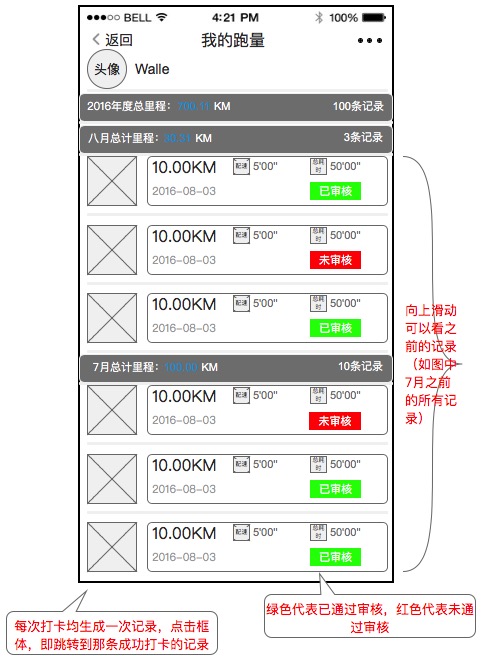 BELL 4:21 PM 100%
返回 我的跑量
头像 Walle
2016年度总里程： 700.11 KM 100条记录
八月总计里程： KM 3条记录
10.00KM 配速 5'00" 总耗时 50'00"
2016-08-03 已审核
10.00KM 配速 5'00" 总耗时 50'00"
2016-08-03 未审核
10.00KM 配速 5'00" 总耗时 50'00"
2016-08-03 已审核
7月总计里程： 100.00 KM 10条记录
10.00KM 配速 5'00" 总耗时 50'00"
2016-08-03 未审核
10.00KM 配速 5'00" 总耗时 50'00"
2016-08-03 已审核
10.00KM 配速 5'00" 总耗时 50'00"
2016-08-03 已审核
向上滑动
可以看之
前的记录
（如图中
7月之前
的所有记
录）
每次打卡均生成一次记录，点击框
体，即跳转到那条成功打卡的记录
绿色代表已通过审核，红色代表未通
过审核